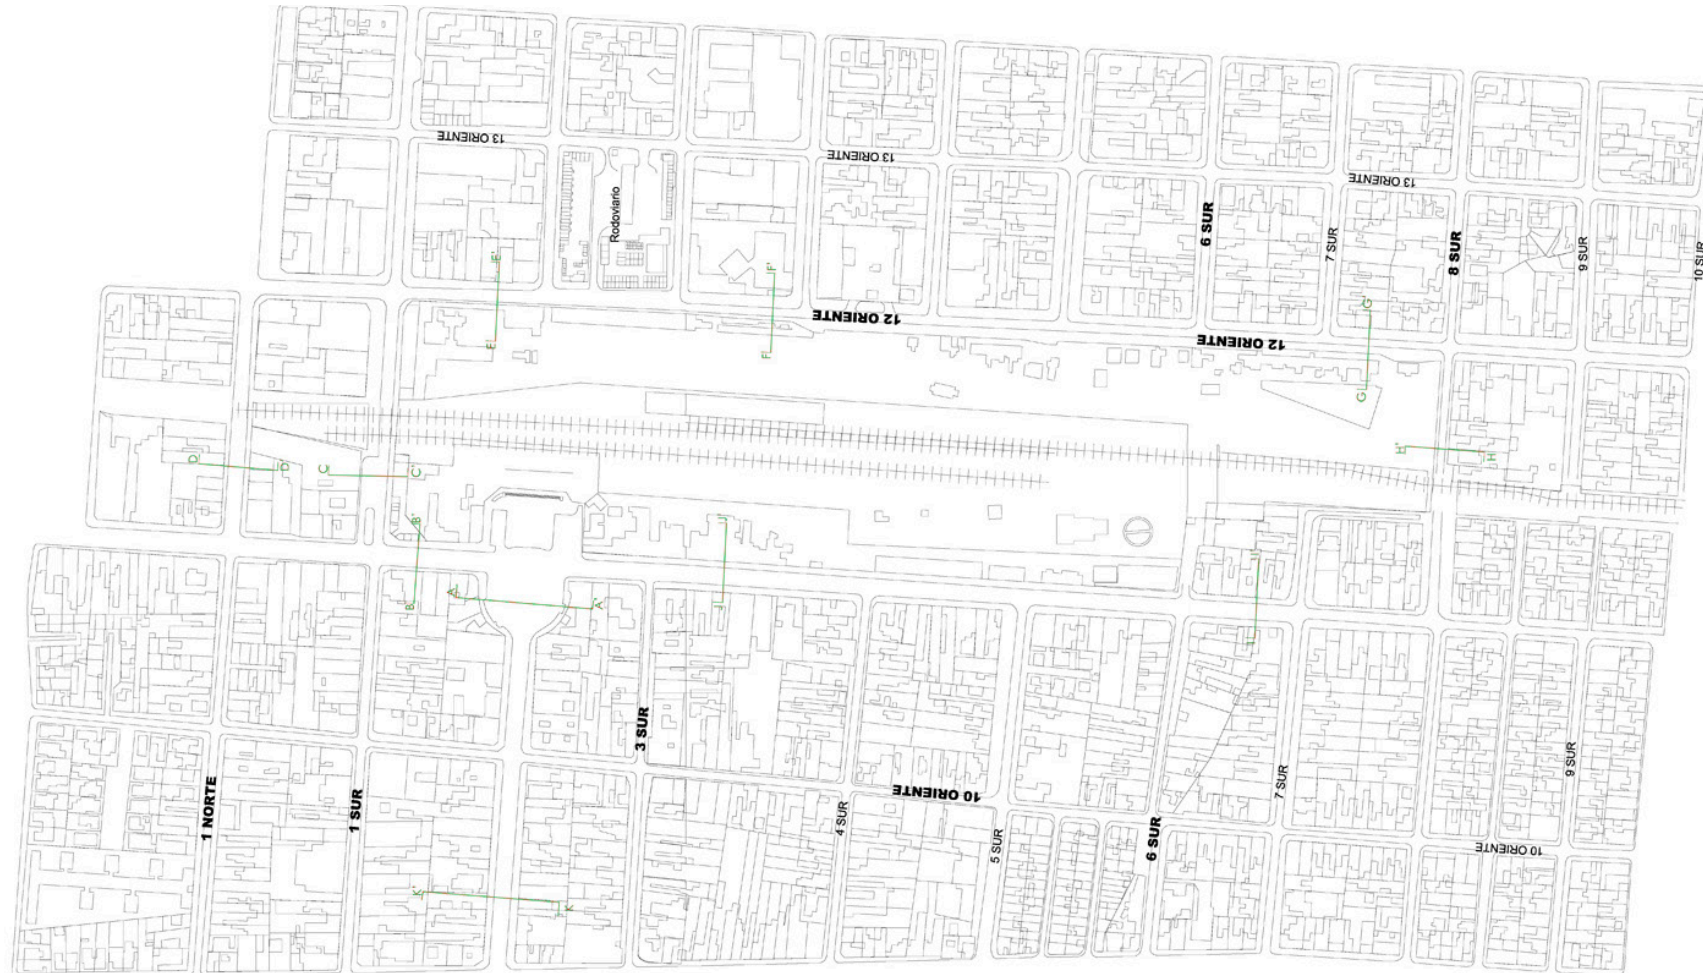 13 ORIENTE
13 ORIENTE
13 ORIENTE
Rodoviario
6 SUR
7 SUR
8 SUR
9 SUR
10 SUR
E'
E
F'
F
12 ORIENTE
12 ORIENTE
G'
G
H'
H
D
D'
C
C'
B'
B
A
A'
J'
J
I'
I
3 SUR
1 NORTE
1 SUR
4 SUR
10 ORIENTE
5 SUR
6 SUR
7 SUR
9 SUR
10 ORIENTE
K'
K